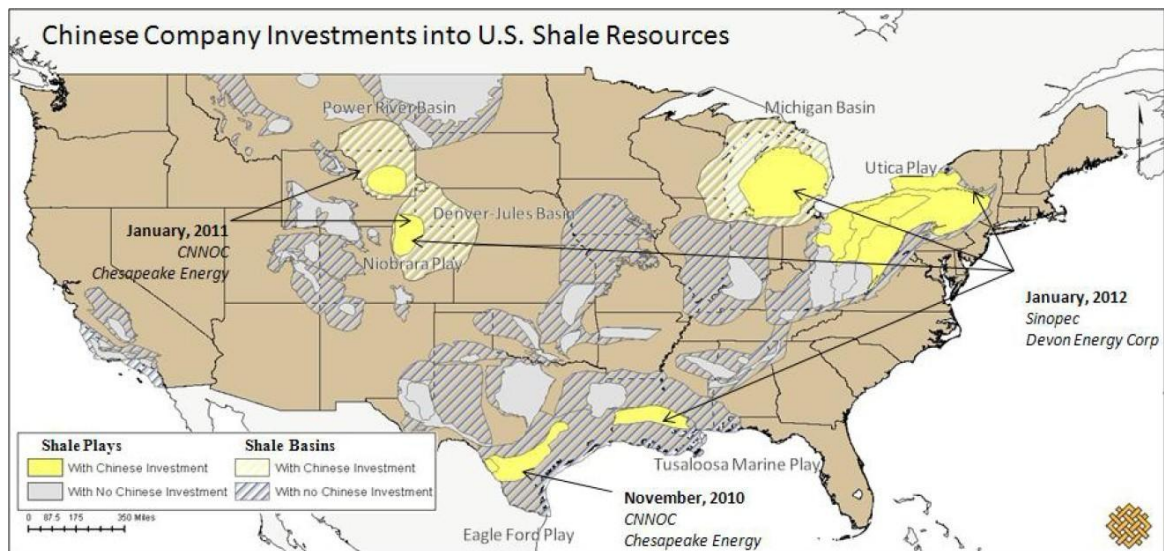 Chinese Company Investments into U.S. Shale Resources
Power River Basin
Michigan Basin
Utica Play
Denver-Jules Basin
January, 2011
CNNOC
Chesapeake Energy
Niobrara Play
January, 2012
Sinopec
Devon Energy Corp
Shale Plays
Shale Basins
With Chinese Investment
With Chinese Investment
With No Chinese Investment
With no Chinese Investment
0 87.5 175 350 Miles
Tusaloosa Marine Play
November, 2010
CNNOC
Chesapeake Energy
Eagle Ford Play